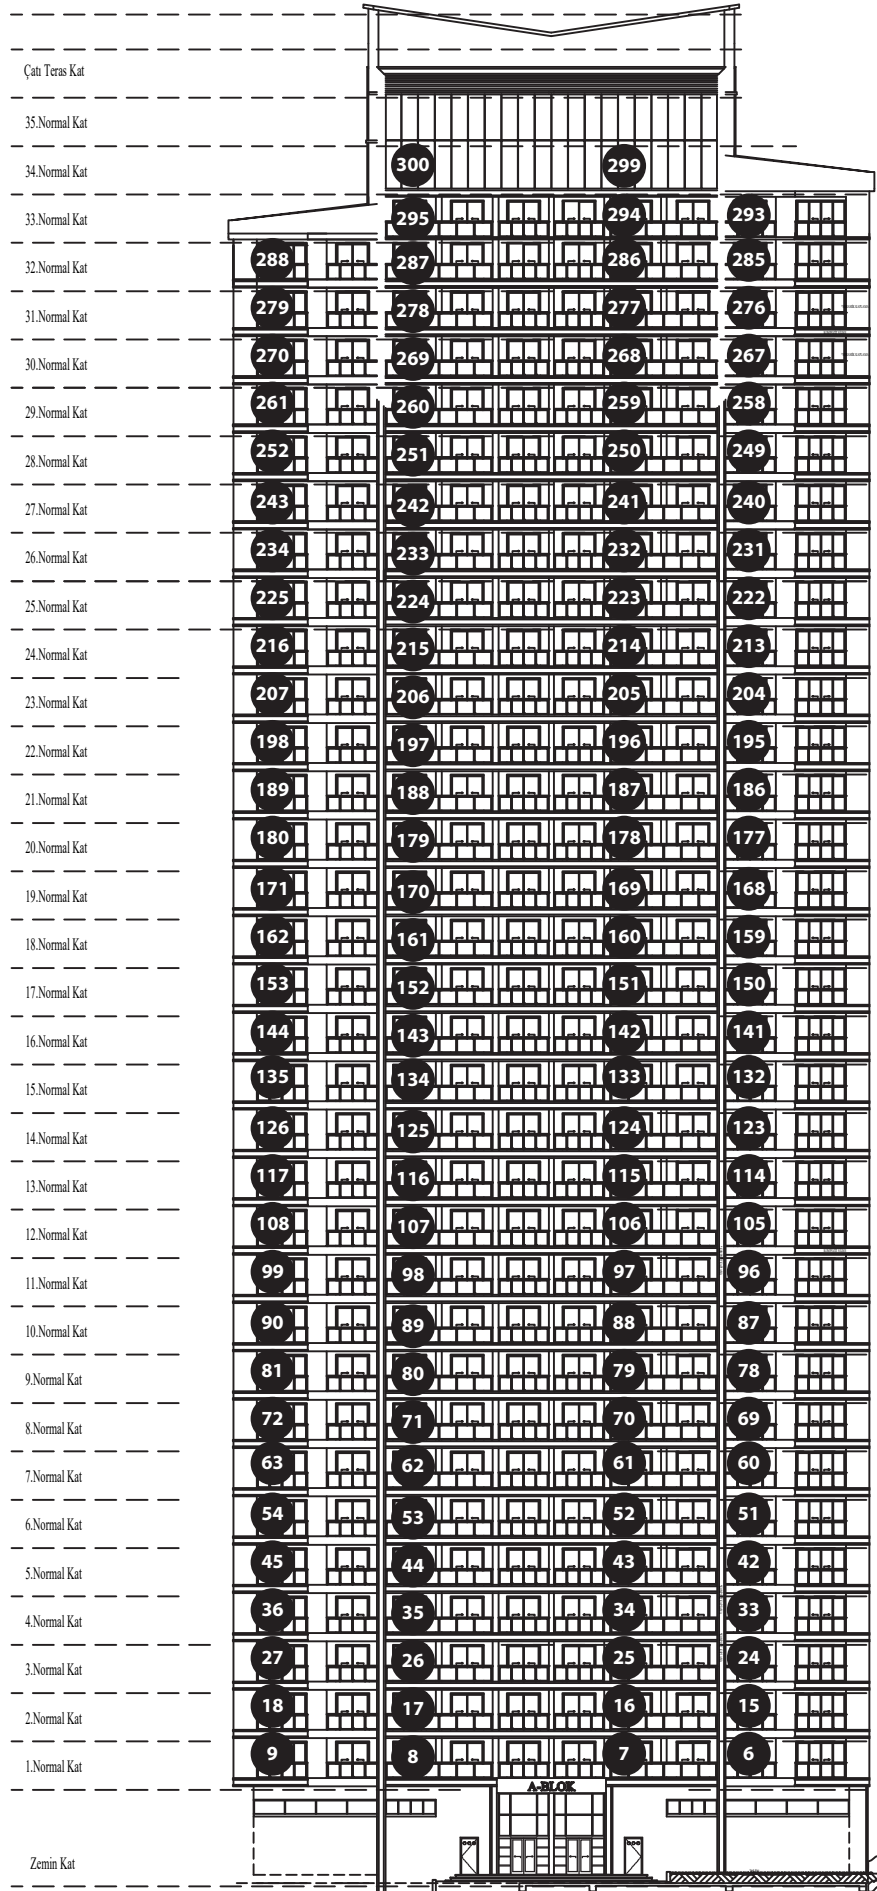 Çatı Teras Kat
35.Normal Kat
34.Normal Kat 300 299
33.Normal Kat 295 294 293
32.Normal Kat 288 287 286 285
31.Normal Kat 279 278 277 276
30.Normal Kat 270 269 268 267
29.Normal Kat 261 260 259 258
28.Normal Kat 252 251 250 249
27.Normal Kat 243 242 241 240
26.Normal Kat 234 233 232 231
25.Normal Kat 225 224 223 222
24.Normal Kat 216 215 214 213
23.Normal Kat 207 206 205 204
22.Normal Kat 198 197 196 195
21.Normal Kat 189 188 187 186
20.Normal Kat 180 179 178 177
19.Normal Kat 171 170 169 168
18.Normal Kat 162 161 160 159
17.Normal Kat 153 152 151 150
16.Normal Kat 144 143 142 141
15.Normal Kat 135 134 133 132
14.Normal Kat 126 125 124 123
13.Normal Kat 117 116 115 114
12.Normal Kat 108 107 106 105
11.Normal Kat 99 98 97 96
10.Normal Kat 90 89 88 87
9.Normal Kat 81 80 79 78
8.Normal Kat 72 71 70 69
7.Normal Kat 63 62 61 60
6.Normal Kat 54 53 52 51
5.Normal Kat 45 44 43 42
4.Normal Kat 36 35 34 33
3.Normal Kat 27 26 25 24
2.Normal Kat 18 17 16 15
1.Normal Kat 9 8 7 6
A-BLOK
Zemin Kat